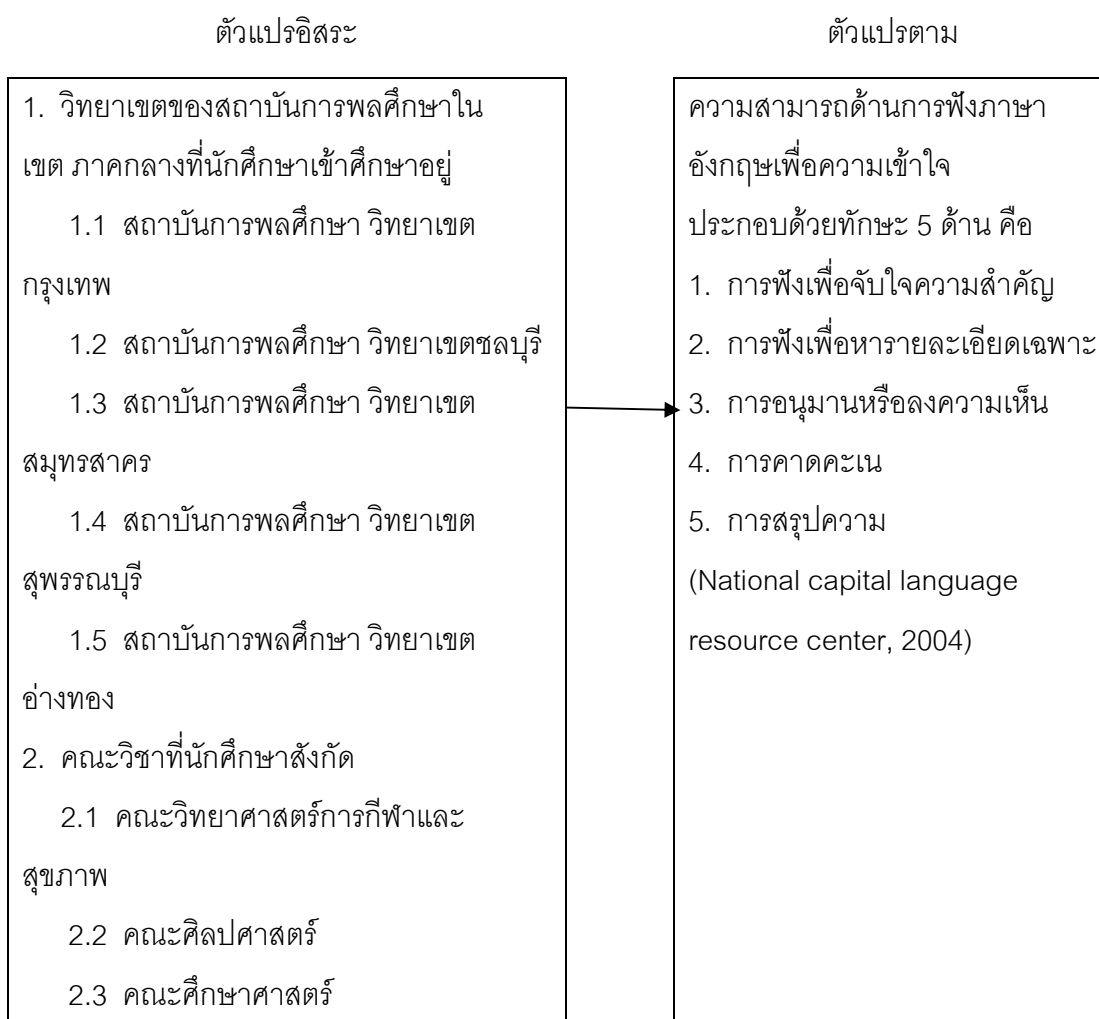 ตัวแปรอิสระ
ตัวแปรตาม
1. วิทยาเขตของสถาบันการพลศึกษาใน
เขต ภาคกลางที่นักศึกษาเข้าศึกษาอยู่
1.1 สถาบันการพลศึกษา วิทยาเขต
กรุงเทพ
1.2 สถาบันการพลศึกษา วิทยาเขตชลบุรี
1.3 สถาบันการพลศึกษา วิทยาเขต
สมุทรสาคร
1.4 สถาบันการพลศึกษา วิทยาเขต
สุพรรณบุรี
1.5 สถาบันการพลศึกษา วิทยาเขต
อ่างทอง
2. คณะวิชาที่นักศึกษาสังกัด
2.1 คณะวิทยาศาสตร์การกีฬาและ
สุขภาพ
2.2 คณะศิลปศาสตร์
2.3 คณะศึกษาศาสตร์
ความสามารถด้านการฟังภาษา
อังกฤษเพื่อความเข้าใจ
ประกอบด้วยทักษะ 5 ด้าน คือ
1. การฟังเพื่อจับใจความสำคัญ
2. การฟังเพื่อหารายละเอียดเฉพาะ
3. การอนุมานหรือลงความเห็น
4. การคาดคะเน
5. การสรุปความ
(National capital language
resource center, 2004)